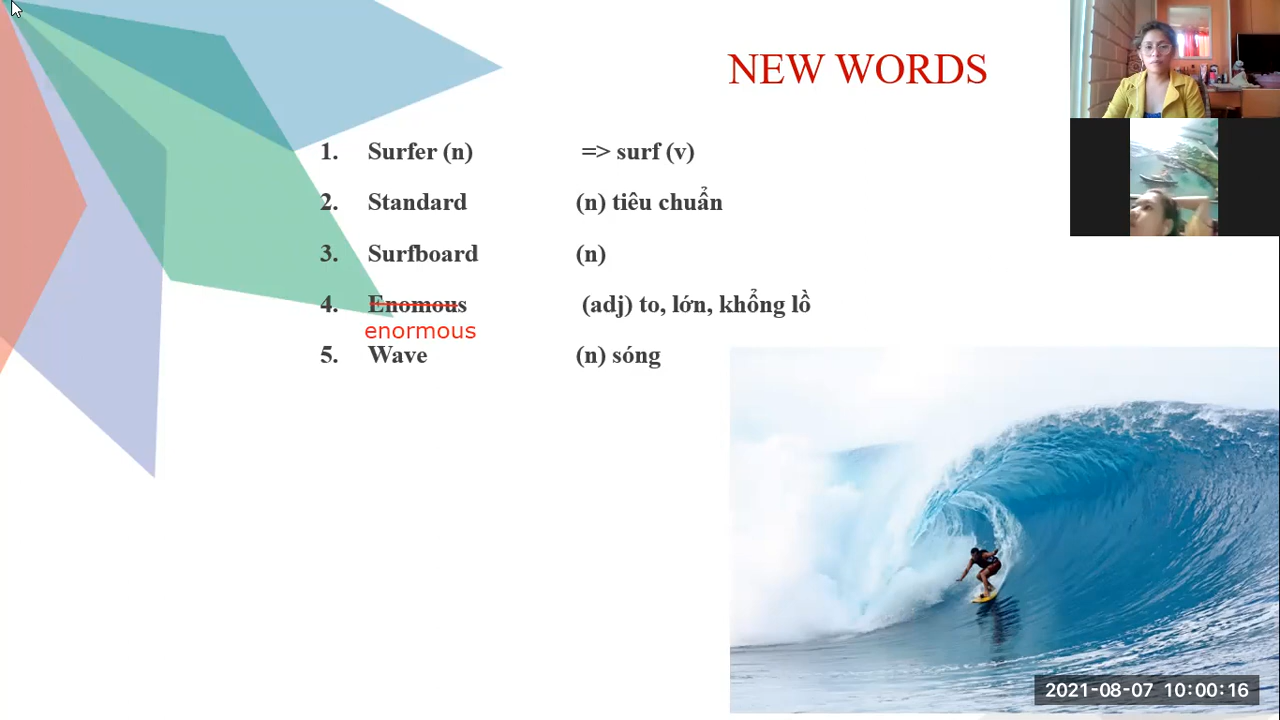 NEW WORDS
1. Surfer (n) => surf (v)
2. Standard (n) tiêu chuẩn
3. Surfboard (n)
4. Enomous (adj) to, lớn, khổng lồ
enormous
5. Wave (n) sóng
2021-08-07 10:00:16